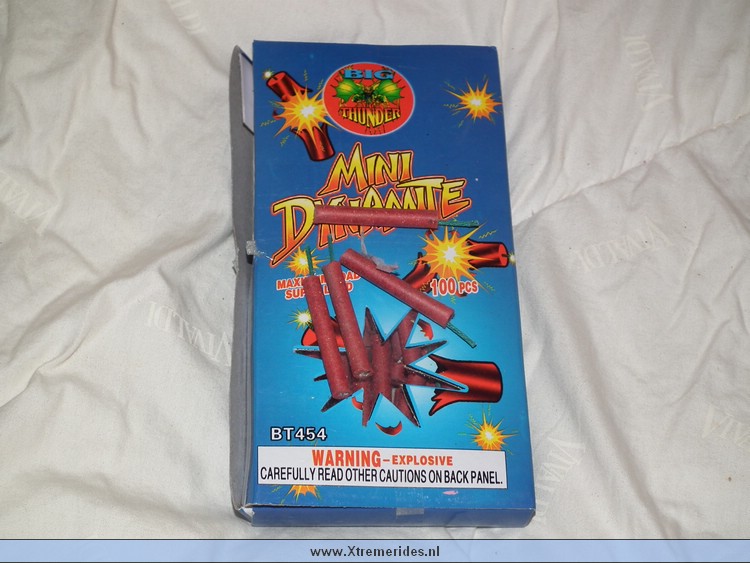 BIG
THUNDER
MINI
DYNAMITE
100 PCS
BT454
WARNING-EXPLOSIVE
CAREFULLY READ OTHER CAUTIONS ON BACK PANEL.
www.Xtremerides.nl